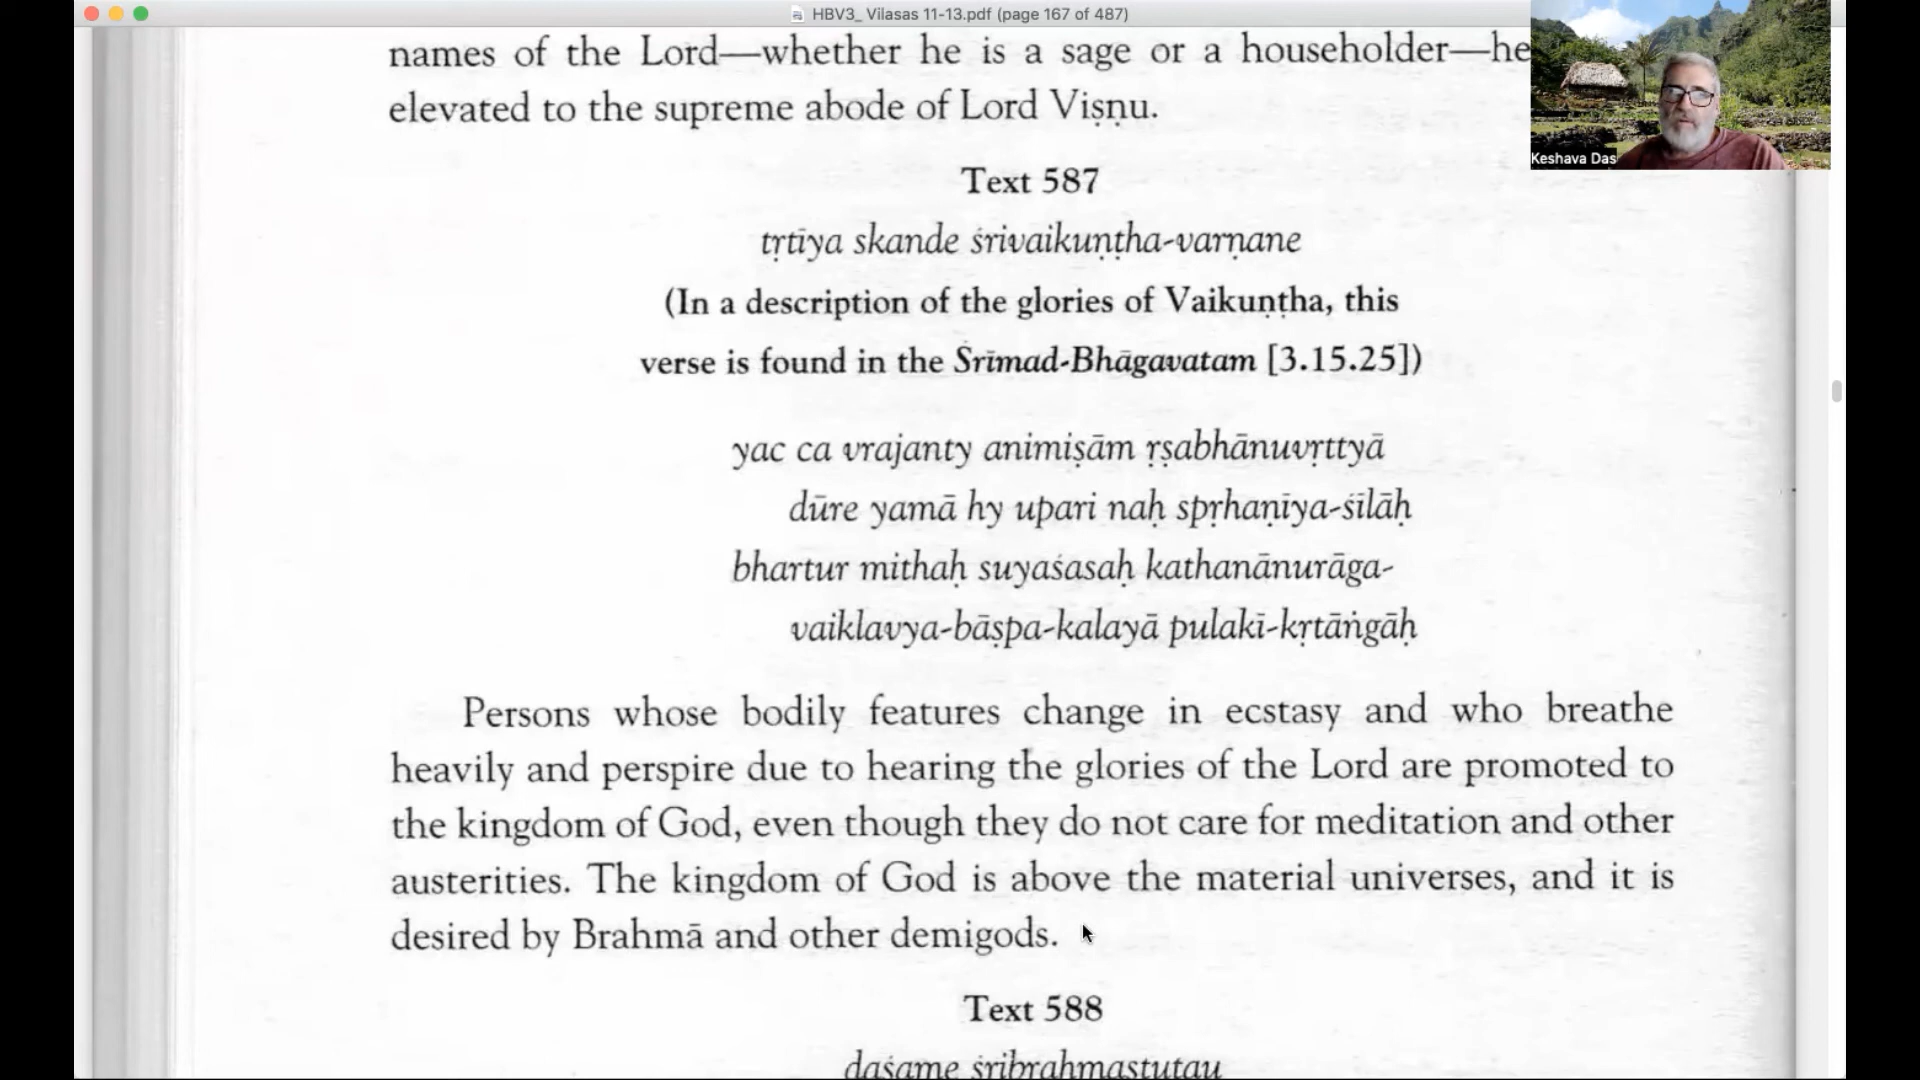 HBV3_ Vilasas 11-13.pdf (page 167 of 487)
names of the Lord—whether he is a sage or a householder—he
elevated to the supreme abode of Lord Viṣṇu.
Keshava Das
Text 587
tṛtīya skande śrivaikuṇṭha-varṇane
(In a description of the glories of Vaikuṇṭha, this
verse is found in the Śrīmad-Bhāgavatam [3.15.25])
yac ca vrajanty animiṣām ṛṣabhānuvṛttyā
dūre yamā hy upari naḥ spṛhaṇīya-śīlāḥ
bhartur mithaḥ suyaśasaḥ kathanānurāga-
vaiklavya-bāṣpa-kalayā pulakī-kṛtāṅgāḥ
Persons whose bodily features change in ecstasy and who breathe
heavily and perspire due to hearing the glories of the Lord are promoted to
the kingdom of God, even though they do not care for meditation and other
austerities. The kingdom of God is above the material universes, and it is
desired by Brahmā and other demigods.
Text 588
daśame śribrahmastutau